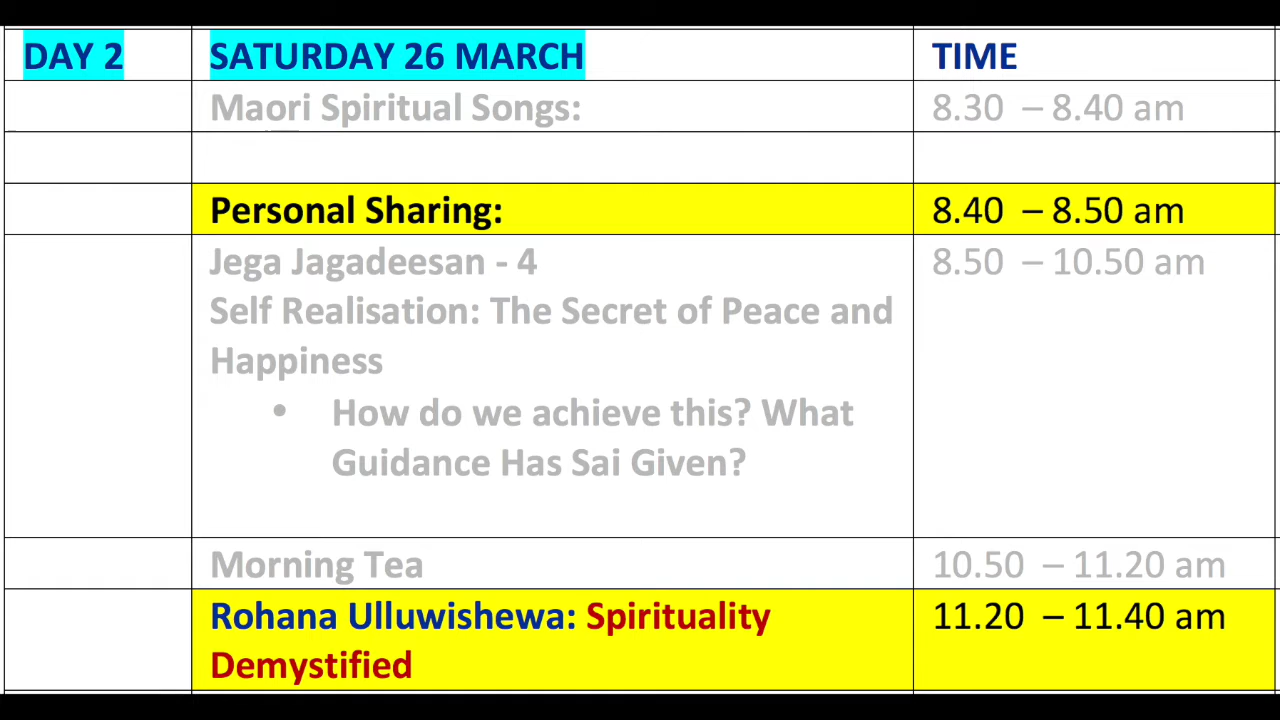 DAY 2 SATURDAY 26 MARCH TIME
Maori Spiritual Songs: 8.30 – 8.40 am
Personal Sharing: 8.40 – 8.50 am
Jega Jagadeesan - 4 8.50 – 10.50 am
Self Realisation: The Secret of Peace and
Happiness
• How do we achieve this? What
Guidance Has Sai Given?
Morning Tea 10.50 – 11.20 am
Rohana Ulluwishewa: Spirituality 11.20 – 11.40 am
Demystified